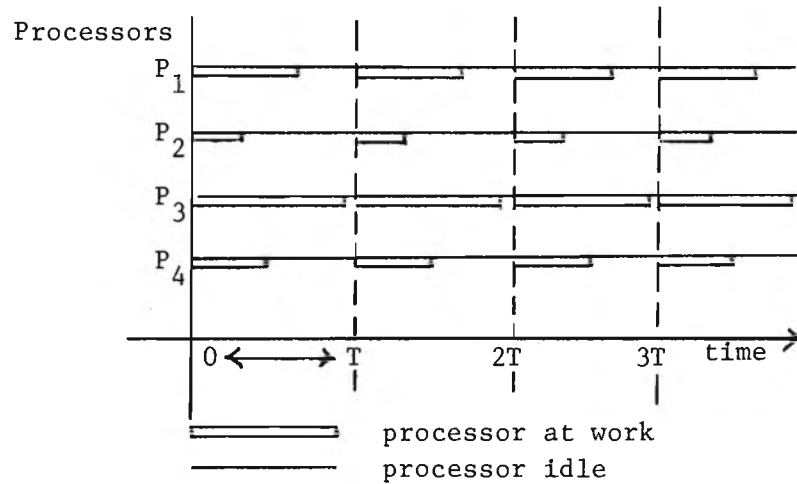 Processors
P1
P2
P3
P4
0 T 2T 3T time
processor at work
processor idle